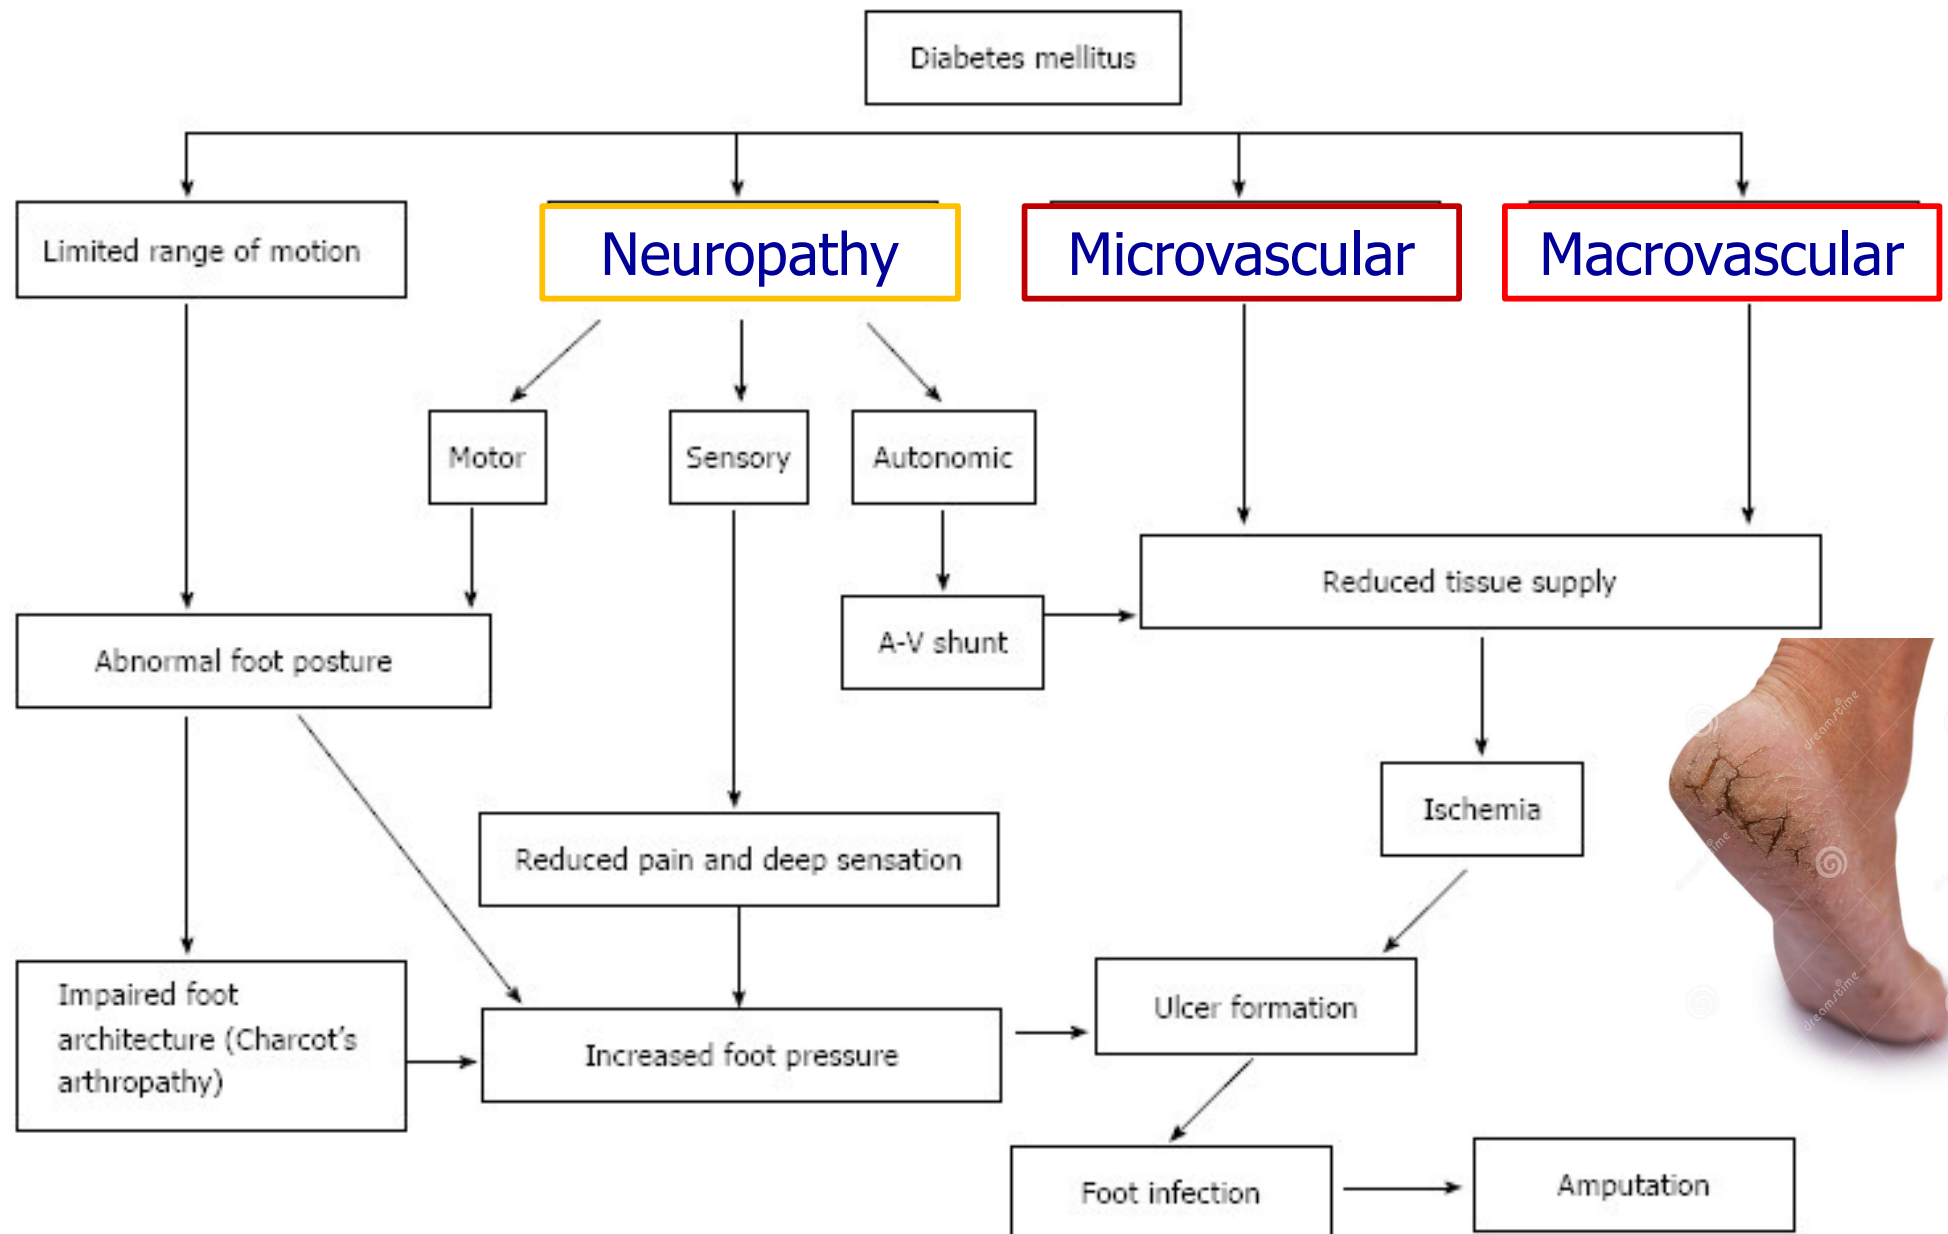 Diabetes mellitus
Limited range of motion
Neuropathy
Microvascular
Macrovascular
Motor
Sensory
Autonomic
Reduced tissue supply
A-V shunt
Abnormal foot posture
Ischemia
Reduced pain and deep sensation
Impaired foot
architecture (Charcot's
arthropathy)
Increased foot pressure
Ulcer formation
Foot infection
Amputation
dreamstime
dreamstime